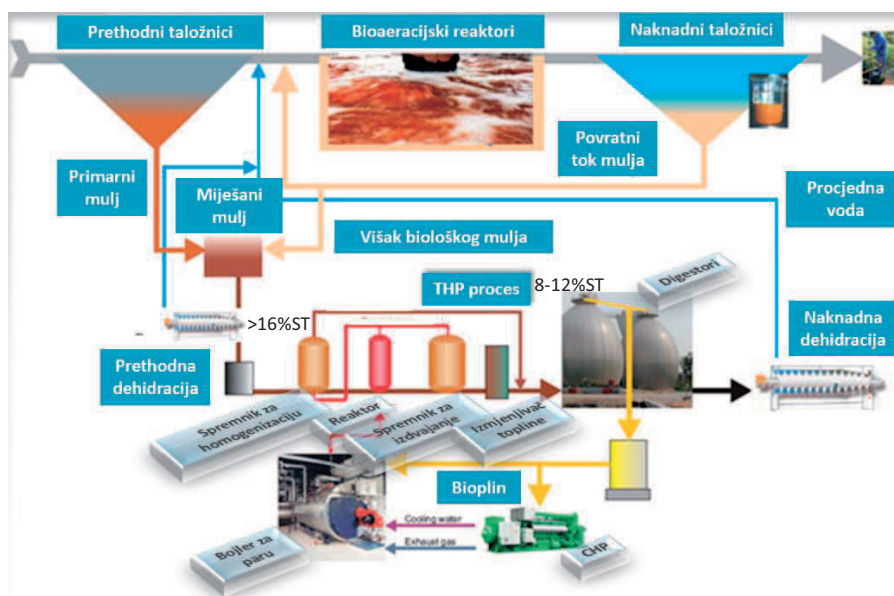 Prethodni taložnici
Bioaeracijski reaktori
Naknadni taložnici
Povratni
tok mulja
Primarni
mulj
Miješani
mulj
Procjedna
voda
Višak biološkog mulja
THP proces
8-12%ST
Digestori
>16%ST
Naknadna
dehidracija
Prethodna
dehidracija
Spremnik za
homogenizaciju
Reaktor
Spremnik za
izdvajanje
Izmjenjivač
topline
Bioplin
Cooling water
Exhaust gas
Bojler za
paru
CHP